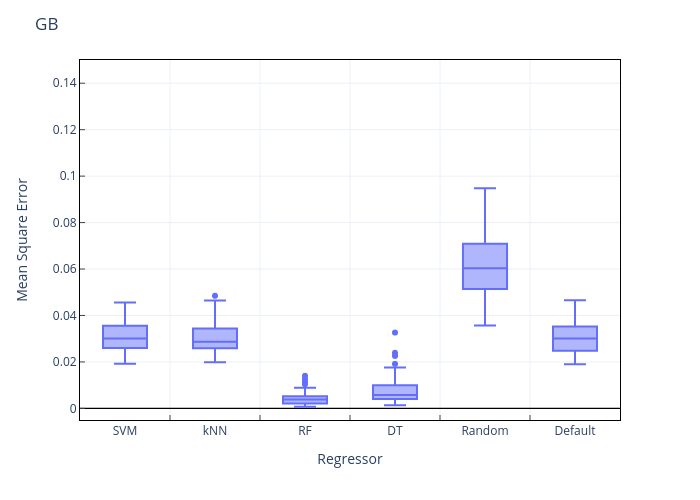 GB
Mean Square Error
0.14
0.12
0.1
0.08
0.06
0.04
0.02
0
SVM kNN RF DT Random Default
Regressor